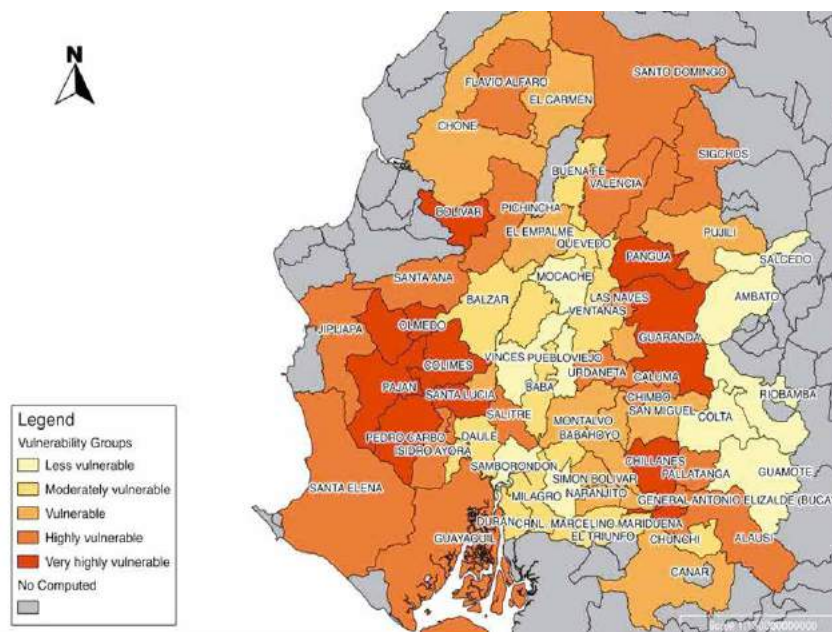 N
SANTO DOMINGO
FLAVIO ALFARO
EL CARMEN
CHONE
SIGCHOS
BUENA FE
VALENCIA
BOLIVAR
PICHINCHA
EL EMPALME
PUJILI
QUEVEDO
PANGUA
SALCEDO
SANTA ANA
MOCACHE
BALZAR
LAS NAVES
AMBATO
VENTANAS
JIPIJAPA
OLMEDO
GUARANDA
COLIMES
VINCES
PUEBLOVIEJO
URDANETA
CALUMA
PAJAN
BABA
SANTA LUCIA
CHIMBO
RIOBAMBA
SALITRE
SAN MIGUEL
COLTA
MONTALVO
PEDRO CARBO
DAULE
BABAHOYO
ISIDRO AYORA
CHILLANES
SAMBORONDON
PALLATANGA
GUAMOTE
SIMON BOLIVAR
SANTA ELENA
MILAGRO
NARANJITO
GENERAL ANTONIO ELIZALDE (BUCA
DURAN
CRNL. MARCELINO MARIDUENA
GUAYAQUIL
EL TRIUNFO
ALAUSI
CHUNCHI
CANAR
Legend
Vulnerability Groups
Less vulnerable
Moderately vulnerable
Vulnerable
Highly vulnerable
Very highly vulnerable
No Computed